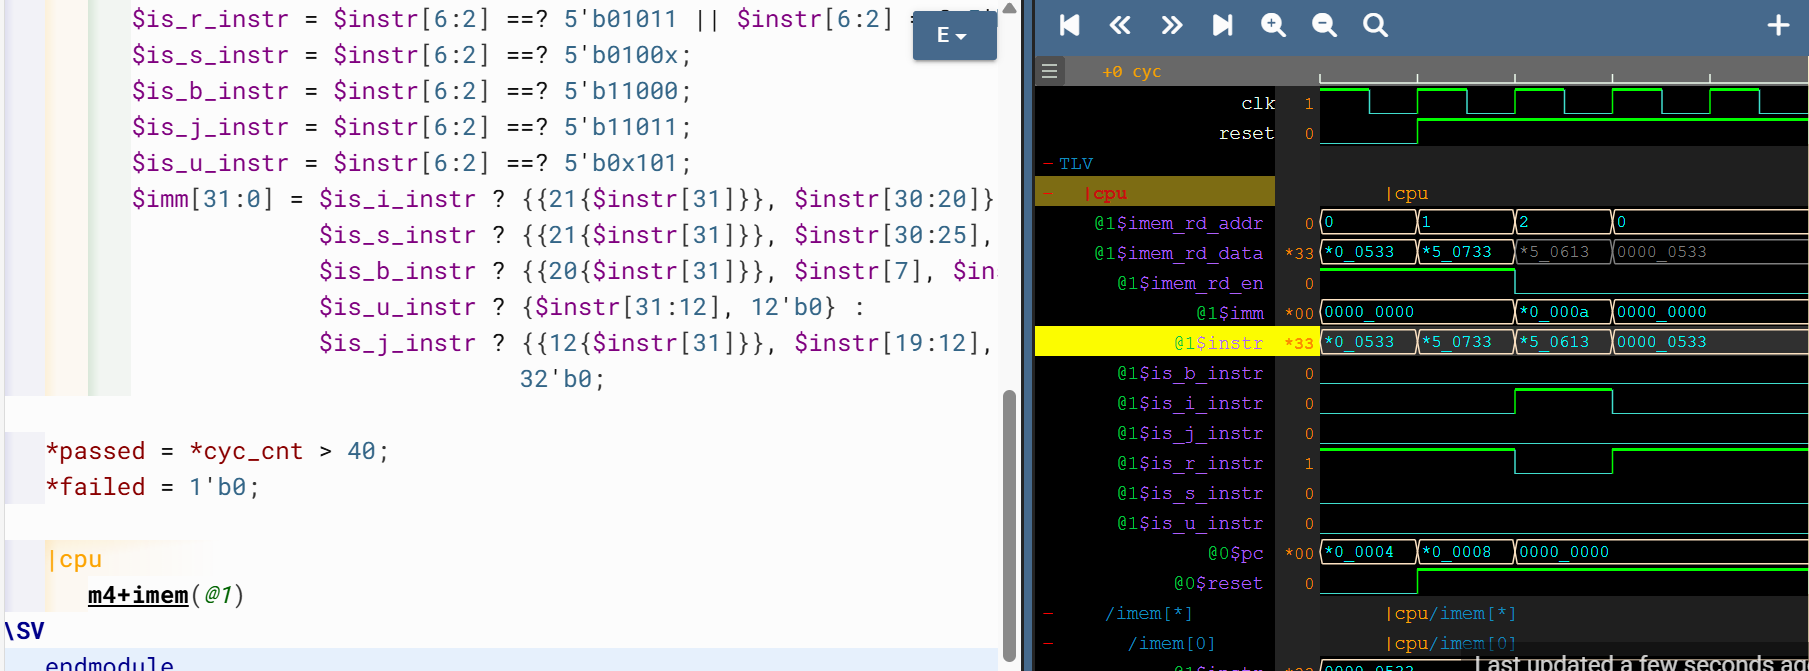 $is_r_instr = $instr[6:2] ==? 5'b01011 || $instr[6:2] =
$is_s_instr = $instr[6:2] ==? 5'b0100x;
$is_b_instr = $instr[6:2] ==? 5'b11000;
$is_j_instr = $instr[6:2] ==? 5'b11011;
$is_u_instr = $instr[6:2] ==? 5'b0x101;
$imm[31:0] = $is_i_instr ? {{21{$instr[31]}}, $instr[30:20]}
$is_s_instr ? {{21{$instr[31]}}, $instr[30:25],
$is_b_instr ? {{20{$instr[31]}}, $instr[7], $in
$is_u_instr ? {$instr[31:12], 12'b0} :
$is_j_instr ? {{12{$instr[31]}}, $instr[19:12],
32'b0;
*passed = *cyc_cnt > 40;
*failed = 1'b0;
|cpu
m4+imem(@1)
\SV
endmodule
E
+0 cyc
clk 1
reset 0
TLV
|cpu |cpu
@1$imem_rd_addr 0 0 1 2 0
@1$imem_rd_data *33 *0_0533 *5_0733 *5_0613 0000_0533
@1$imem_rd_en 0
@1$imm *00 0000_0000 *0_000a 0000_0000
@1$instr *33 *0_0533 *5_0733 *5_0613 0000_0533
@1$is_b_instr 0
@1$is_i_instr 0
@1$is_j_instr 0
@1$is_r_instr 1
@1$is_s_instr 0
@1$is_u_instr 0
@0$pc *00 *0_0004 *0_0008 0000_0000
@0$reset 0
/imem[*] |cpu/imem[*]
/imem[0] |cpu/imem[0]
Last updated a few seconds ago